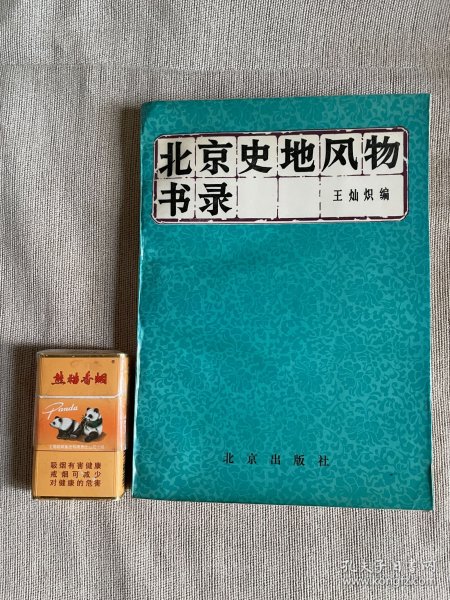 北京史地风物
书录
王灿炽编
北京出版社
熊猫香烟
Panda
吸烟有害健康
戒烟可减少
对健康的危害
孔夫子旧书网